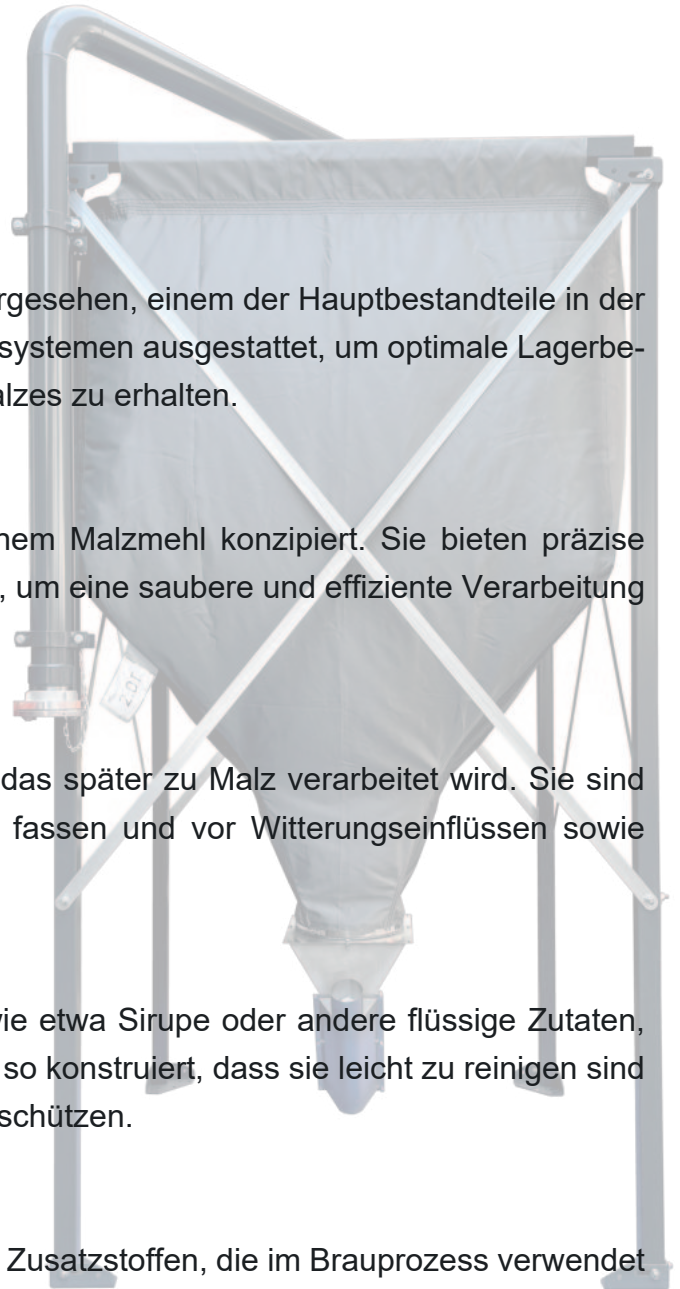 rgesehen, einem der Hauptbestandteile in der
systemen ausgestattet, um optimale Lagerbe-
alzes zu erhalten.
nem Malzmehl konzipiert. Sie bieten präzise
, um eine saubere und effiziente Verarbeitung
das später zu Malz verarbeitet wird. Sie sind
fassen und vor Witterungseinflüssen sowie
wie etwa Sirupe oder andere flüssige Zutaten,
so konstruiert, dass sie leicht zu reinigen sind
schützen.
Zusatzstoffen, die im Brauprozess verwendet